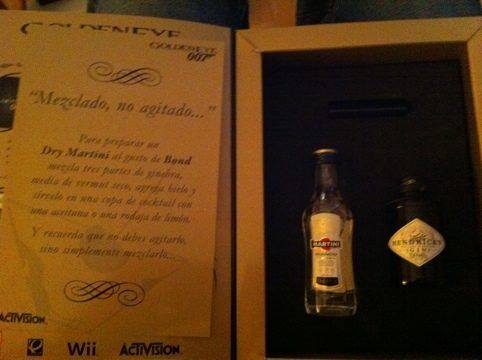 GOLDENEYE
GOLDENEYE
007
"Mezclado, no agitado..."
Para preparar un
Dry Martini al gusto de Bond
mezcla tres partes de ginebra,
media de vermut seco, agrega hielo y
sírvelo en una copa de cocktail con
una aceituna o una rodaja de limón.
Y recuerda que no debes agitarlo,
sino simplemente mezclarlo...
ACTIVISION
Wii
ACTIVISION
MARTINI
HENDRICK'S
GIN